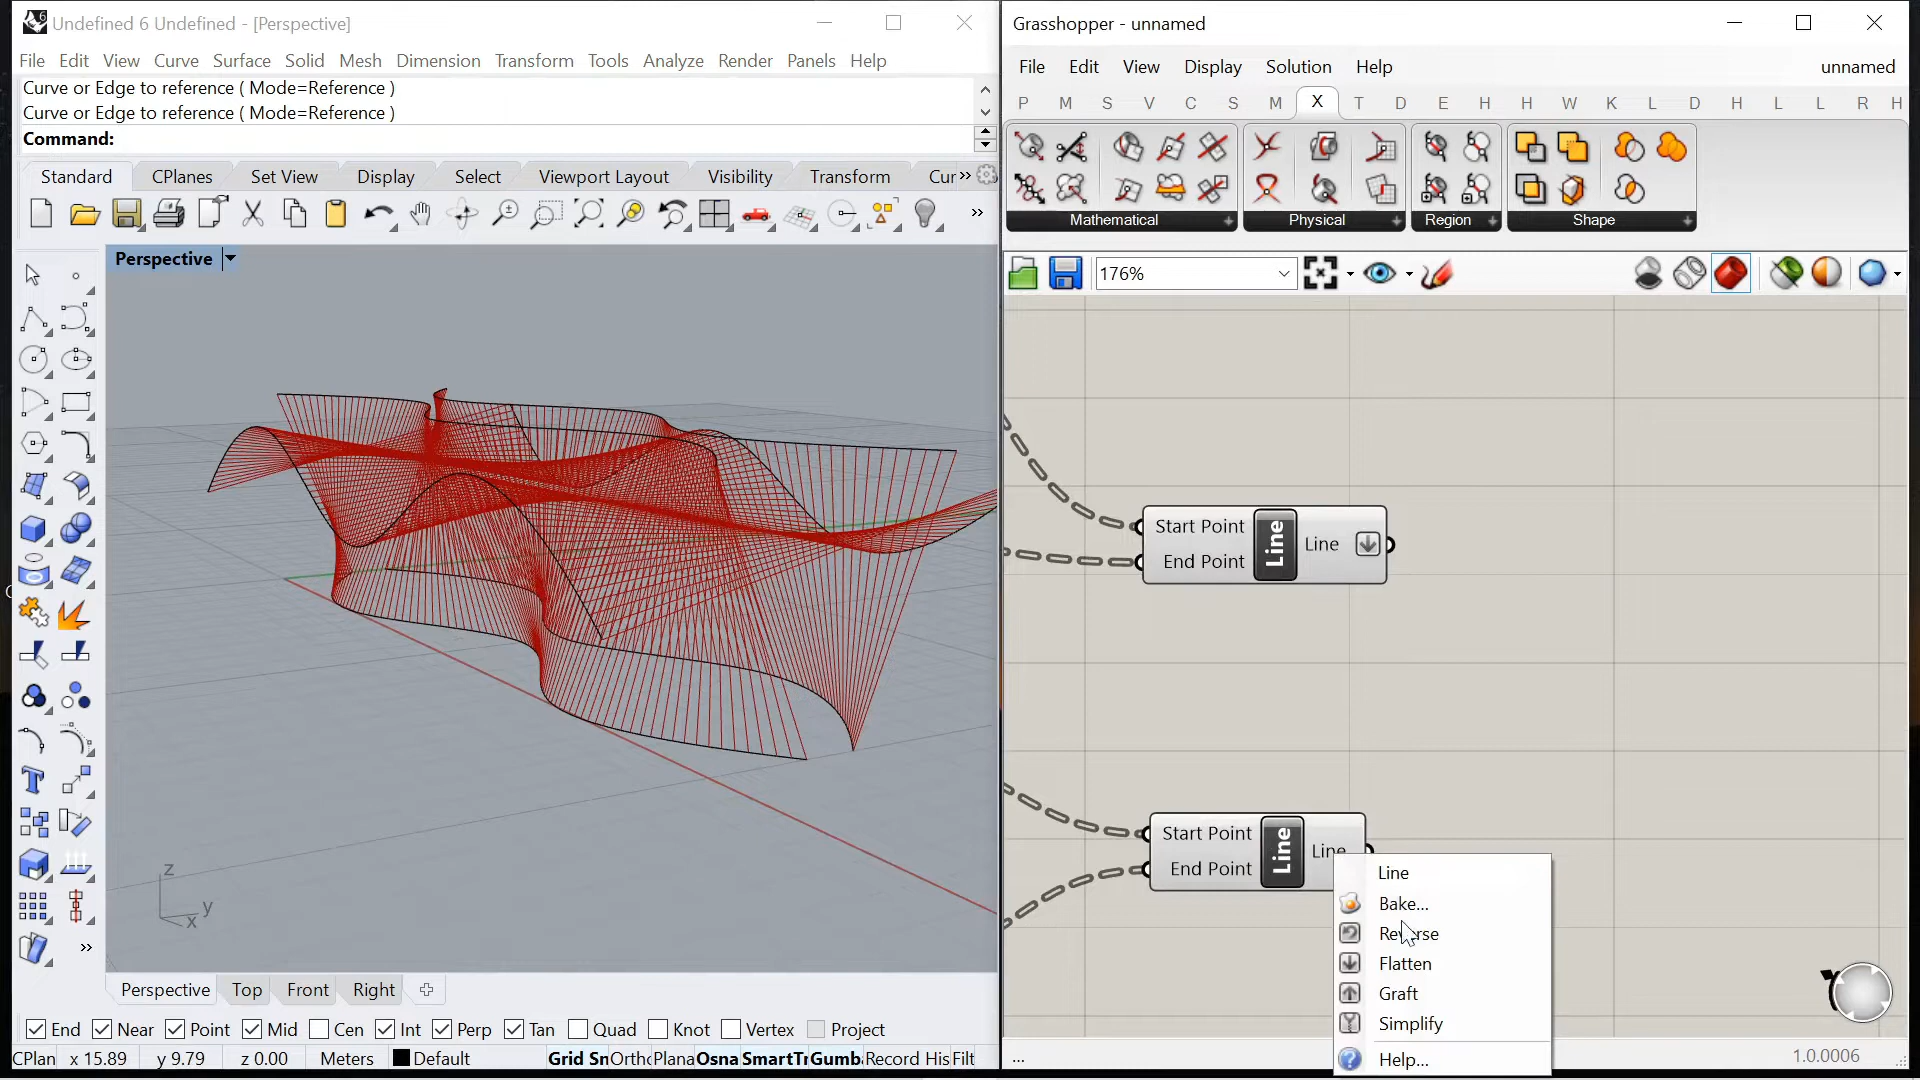 Undefined 6 Undefined - [Perspective]
File Edit View Curve Surface Solid Mesh Dimension Transform Tools Analyze Render Panels Help
Curve or Edge to reference ( Mode=Reference )
Curve or Edge to reference ( Mode=Reference )
Command:
Standard CPlanes Set View Display Select Viewport Layout Visibility Transform Cur
Perspective
z
y
x
Perspective Top Front Right
End Near Point Mid Cen Int Perp Tan Quad Knot Vertex Project
CPlan x 15.89 y 9.79 z 0.00 Meters Default Grid Sn Ortho Plana Osna SmartTr Gumb Record His Filt
Grasshopper - unnamed
File Edit View Display Solution Help unnamed
P M S V C S M X T D E H H W K L D H L L R H
Mathematical Physical Region Shape
176%
Start Point
End Point
Line
Line
Start Point
End Point
Line
Line
Line
Bake...
Reverse
Flatten
Graft
Simplify
Help...
... 1.0.0006